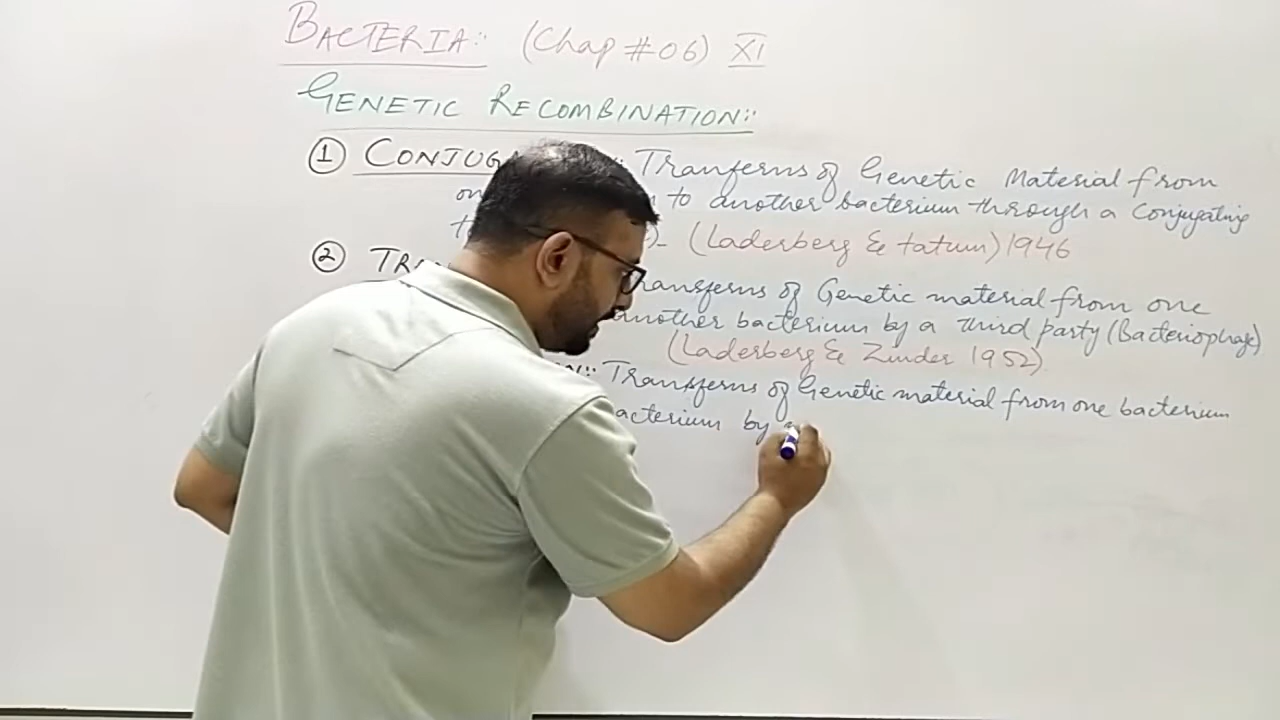 BACTERIA:: (Chap #06) XI
GENETIC RECOMBINATION::
① CONJUG Tranferns of Genetic Material from
to another bacterium through a Conjugating
(Laderberg & tatum) 1946
② TR ransferns of Genetic material from one
another bacterium by a Third party (Bacteriophage)
(Laderberg & Zinder 1952)
N:: Transferns of Genetic material from one bacterium
acterium by